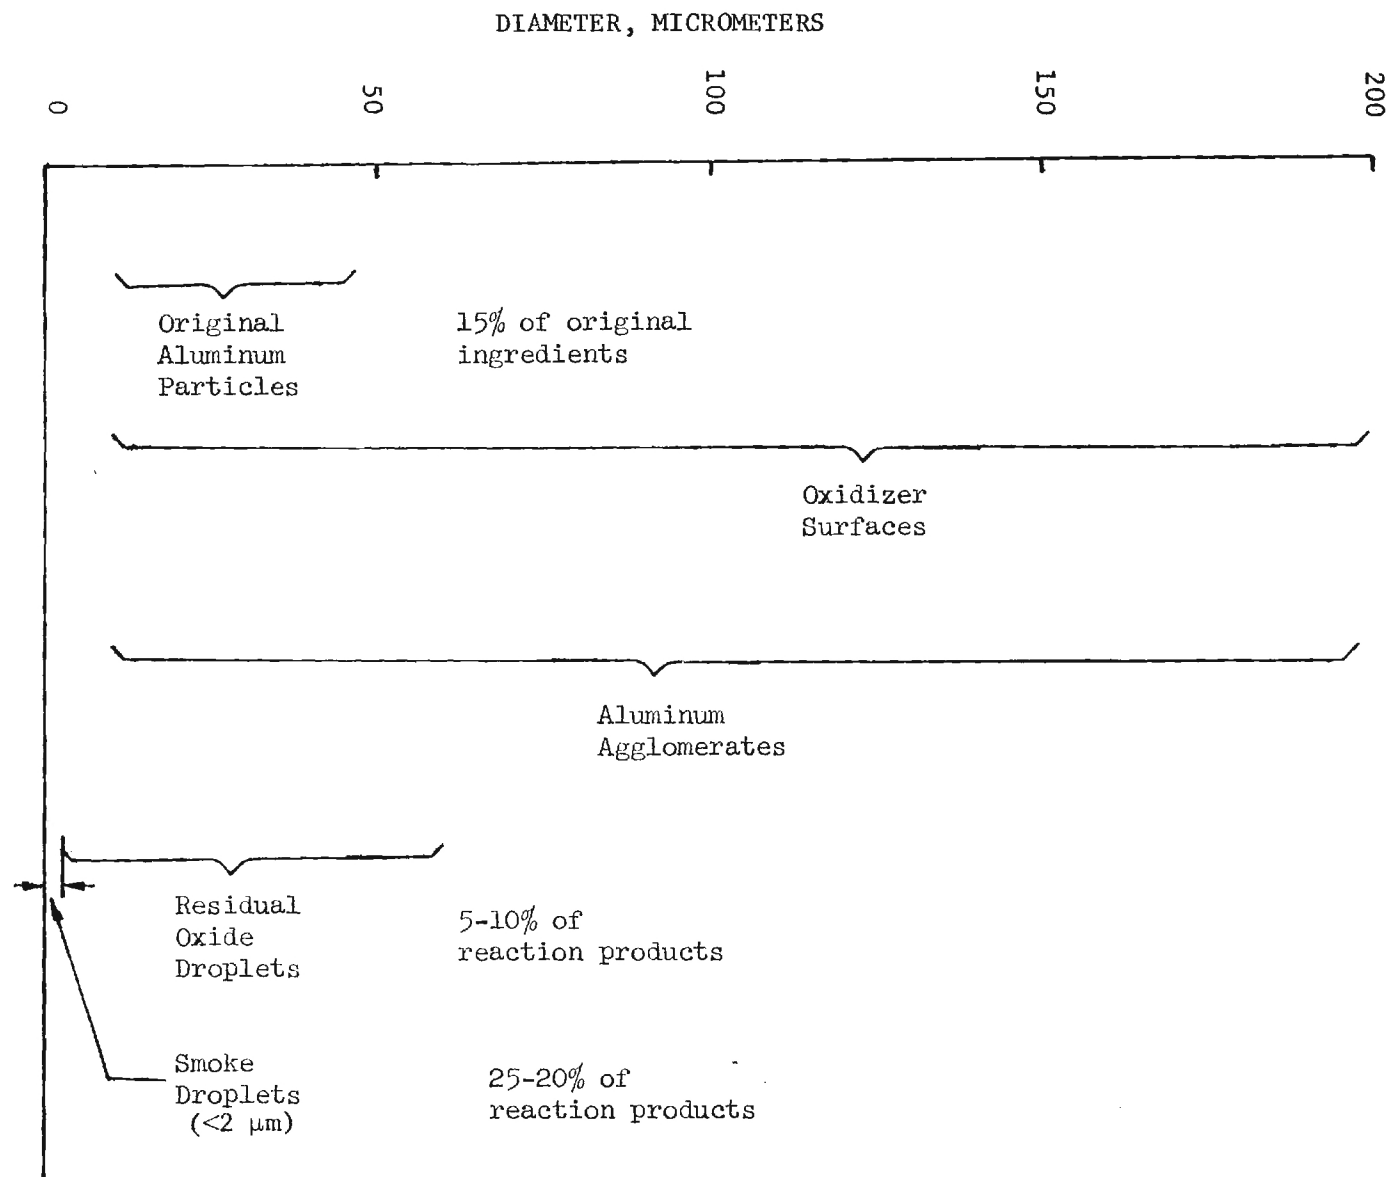 DIAMETER, MICROMETERS
0
50
100
150
200
Original
Aluminum
Particles
15% of original
ingredients
Oxidizer
Surfaces
Aluminum
Agglomerates
Residual
Oxide
Droplets
5-10% of
reaction products
Smoke
Droplets
(<2 μm)
25-20% of
reaction products